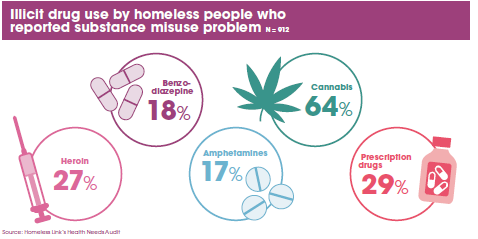 Illicit drug use by homeless people who
reported substance misuse problem N = 912
Benzo-
diazepine
18%
Cannabis
64%
Heroin
27%
Amphetamines
17%
Prescription
drugs
29%
Source: Homeless Link's Health Needs Audit